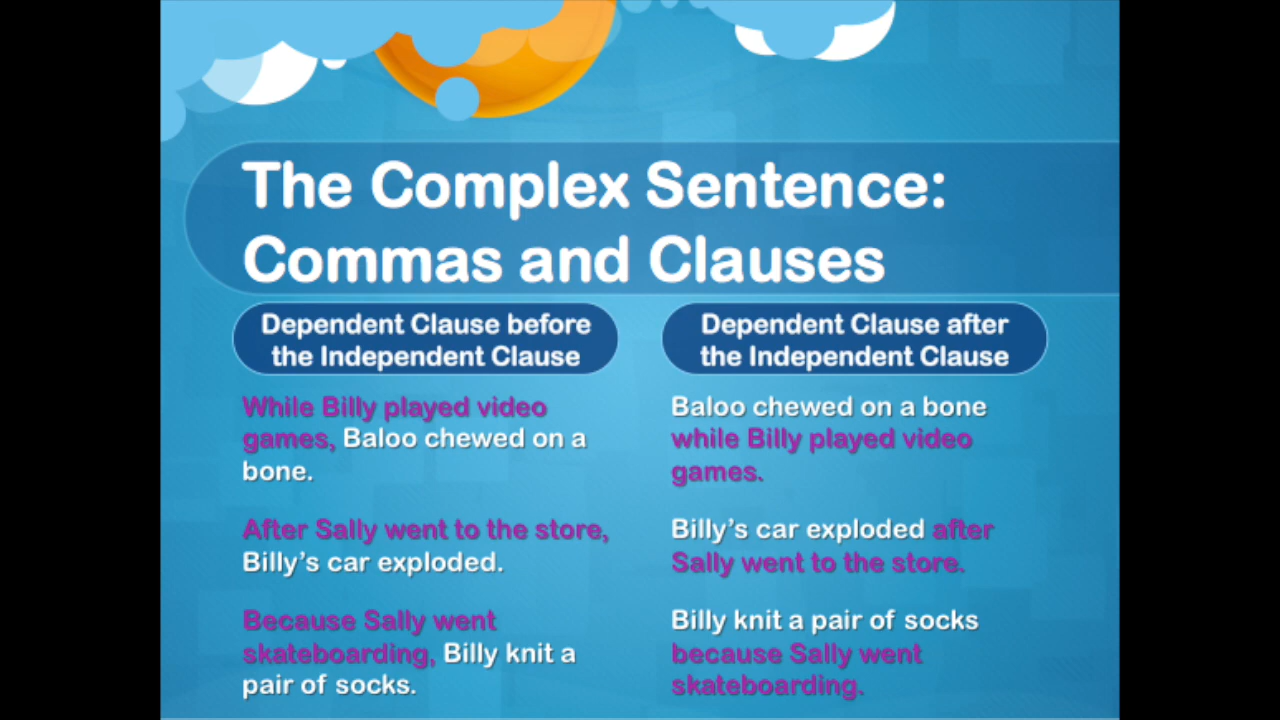 The Complex Sentence:
Commas and Clauses
Dependent Clause before
the Independent Clause
While Billy played video
games, Baloo chewed on a
bone.
After Sally went to the store,
Billy’s car exploded.
Because Sally went
skateboarding, Billy knit a
pair of socks.
Dependent Clause after
the Independent Clause
Baloo chewed on a bone
while Billy played video
games.
Billy’s car exploded after
Sally went to the store.
Billy knit a pair of socks
because Sally went
skateboarding.